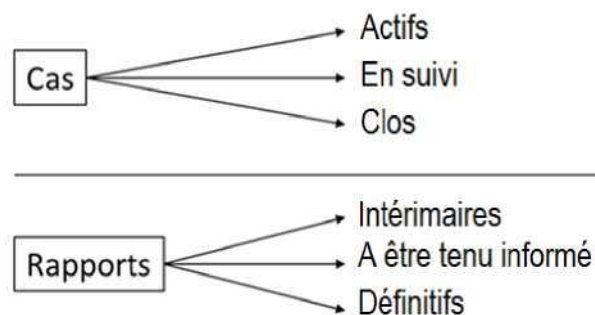 Actifs
Cas
En suivi
Clos
Intérimaires
Rapports
A être tenu informé
Définitifs